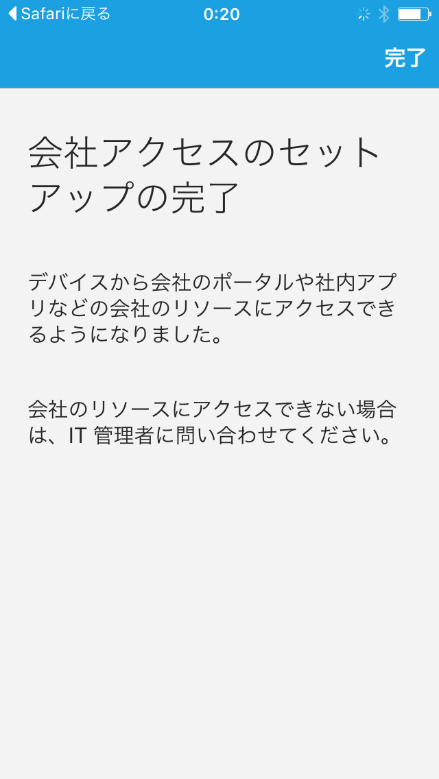 Safariに戻る 0:20
完了
会社アクセスのセット
アップの完了
デバイスから会社のポータルや社内アプ
リなどの会社のリソースにアクセスでき
るようになりました。
会社のリソースにアクセスできない場合
は、IT 管理者に問い合わせてください。